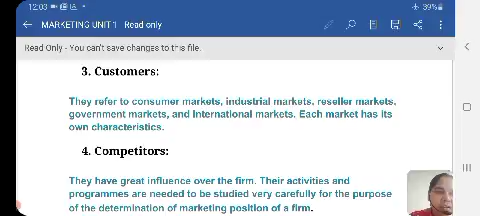 12:03
39%
MARKETING UNIT 1 Read only
Read Only - You can't save changes to this file.
3. Customers:
They refer to consumer markets, industrial markets, reseller markets,
government markets, and international markets. Each market has its
own characteristics.
4. Competitors:
They have great influence over the firm. Their activities and
programmes are needed to be studied very carefully for the purpose
of the determination of marketing position of a firm.